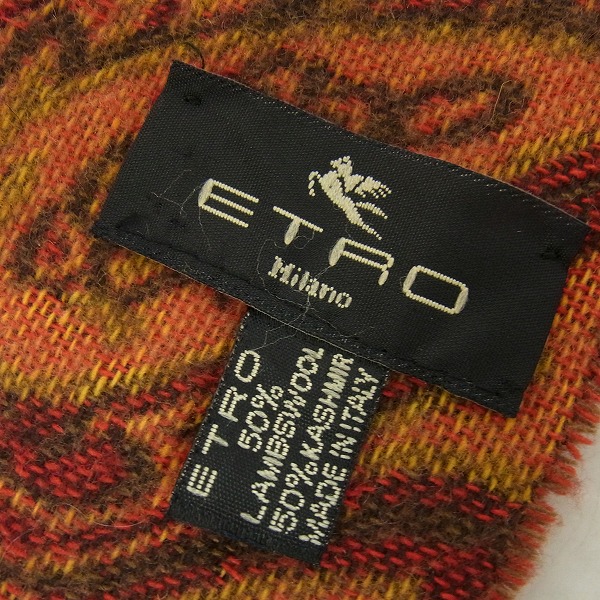 ETRO
Milano
ETRO
50%
LAMBSWOOL
50%KASHMIR
MADE IN ITALY